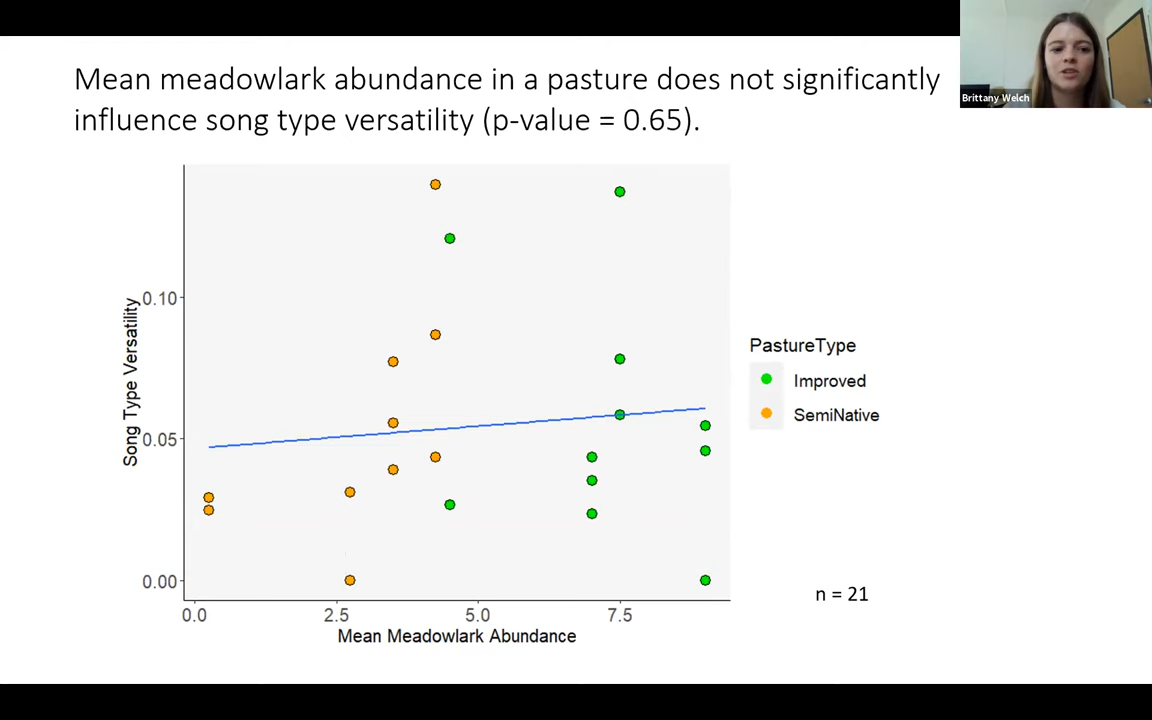 Mean meadowlark abundance in a pasture does not significantly
influence song type versatility (p-value = 0.65).
Brittany Welch
Song Type Versatility
0.10
0.05
0.00
0.0 2.5 5.0 7.5
Mean Meadowlark Abundance
PastureType
Improved
SemiNative
n = 21